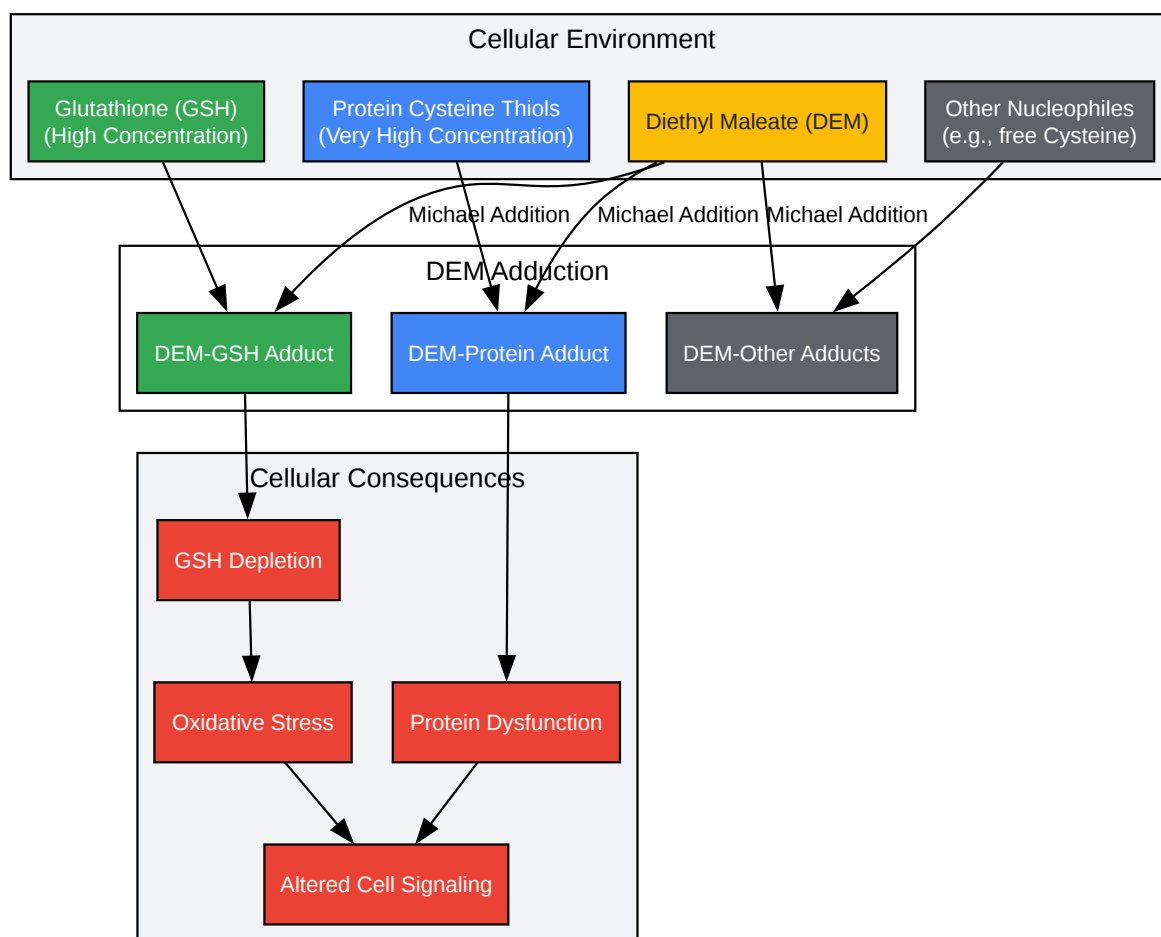 Cellular Environment
Glutathione (GSH)
(High Concentration)
Protein Cysteine Thiols
(Very High Concentration)
Diethyl Maleate (DEM)
Other Nucleophiles
(e.g., free Cysteine)
Michael Addition
Michael Addition
Michael Addition
DEM Adduction
DEM-GSH Adduct
DEM-Protein Adduct
DEM-Other Adducts
Cellular Consequences
GSH Depletion
Oxidative Stress
Protein Dysfunction
Altered Cell Signaling